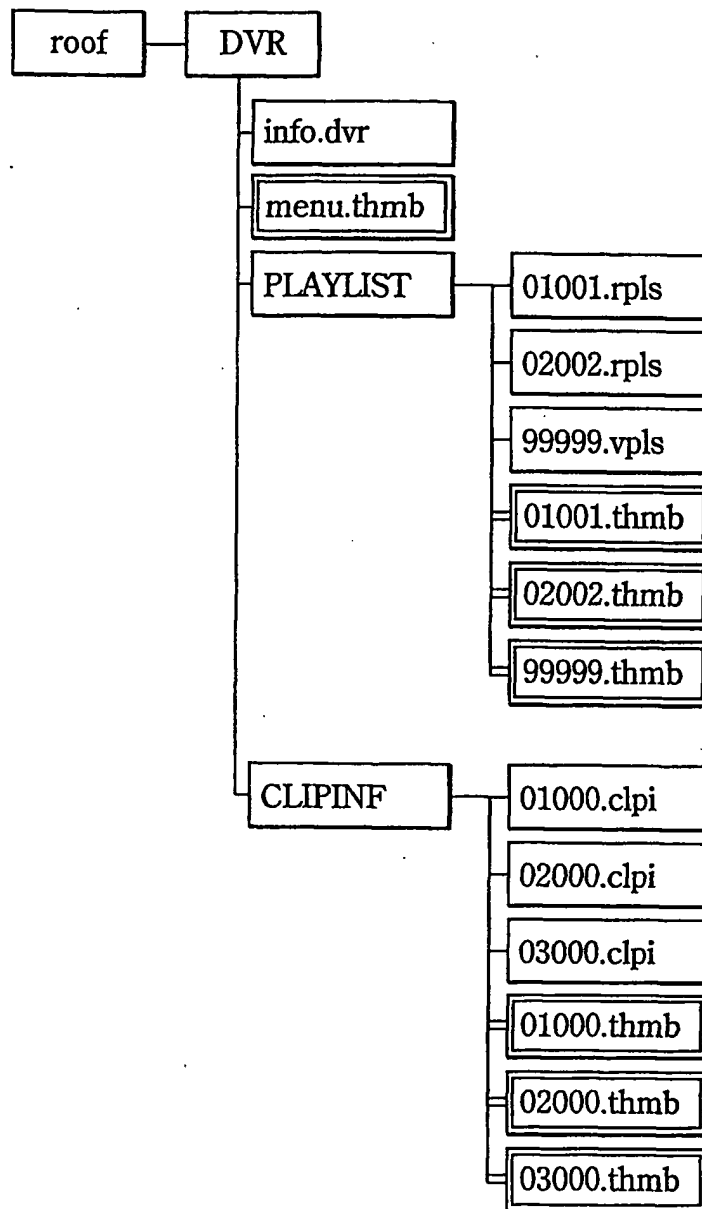 roof
DVR
info.dvr
menu.thmb
PLAYLIST
01001.rpls
02002.rpls
99999.vpls
01001.thmb
02002.thmb
99999.thmb
CLIPINF
01000.clpi
02000.clpi
03000.clpi
01000.thmb
02000.thmb
03000.thmb